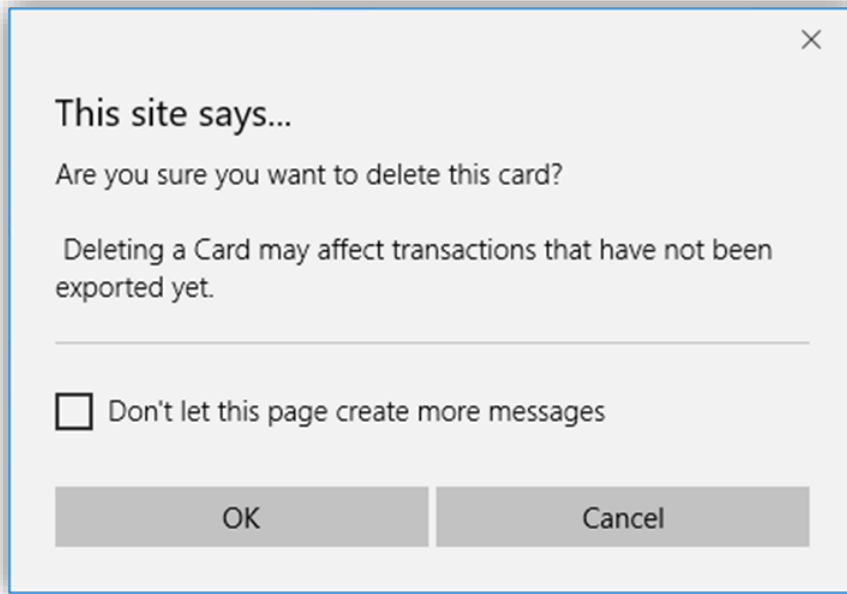 This site says...
Are you sure you want to delete this card?
Deleting a Card may affect transactions that have not been
exported yet.
Don't let this page create more messages
OK
Cancel